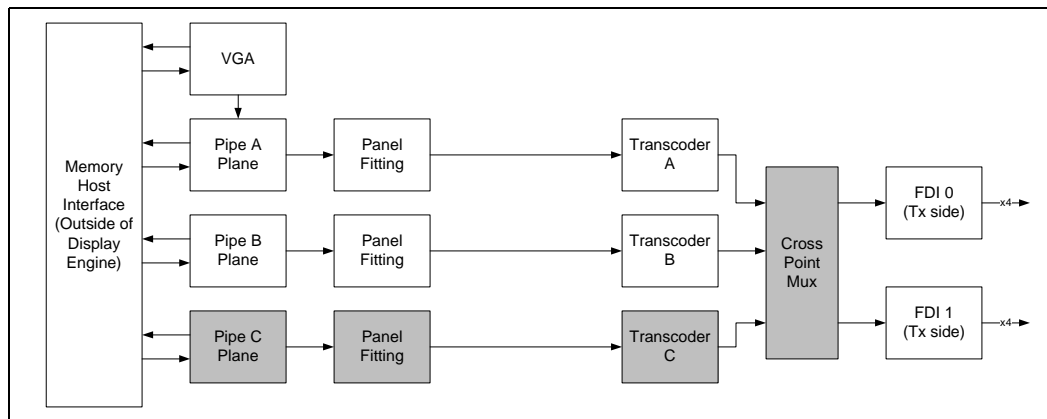 VGA
Memory
Host
Interface
(Outside of
Display
Engine)
Pipe A
Plane
Panel
Fitting
Transcoder
A
Pipe B
Plane
Panel
Fitting
Transcoder
B
Pipe C
Plane
Panel
Fitting
Transcoder
C
Cross
Point
Mux
FDI 0
(Tx side)
x4
FDI 1
(Tx side)
x4